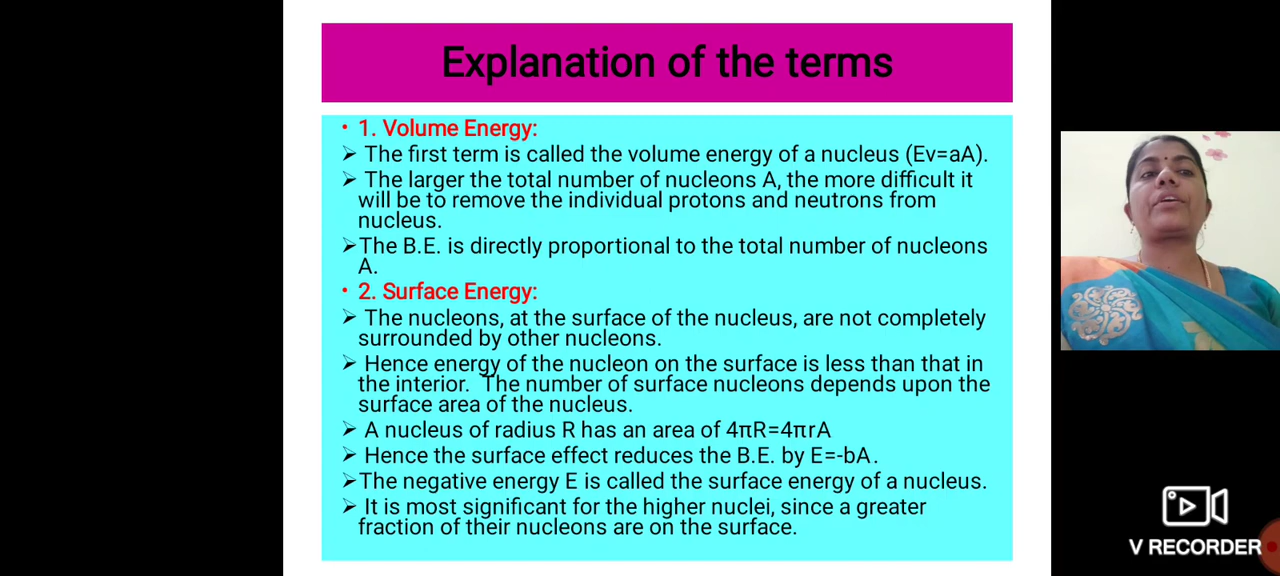 Explanation of the terms
• 1. Volume Energy:
➢ The first term is called the volume energy of a nucleus (Ev=aA).
➢ The larger the total number of nucleons A, the more difficult it
will be to remove the individual protons and neutrons from
nucleus.
➢The B.E. is directly proportional to the total number of nucleons
A.
• 2. Surface Energy:
➢ The nucleons, at the surface of the nucleus, are not completely
surrounded by other nucleons.
➢ Hence energy of the nucleon on the surface is less than that in
the interior. The number of surface nucleons depends upon the
surface area of the nucleus.
➢ A nucleus of radius R has an area of 4πR=4πrA
➢ Hence the surface effect reduces the B.E. by E=-bA.
➢The negative energy E is called the surface energy of a nucleus.
➢ It is most significant for the higher nuclei, since a greater
fraction of their nucleons are on the surface.
V RECORDER